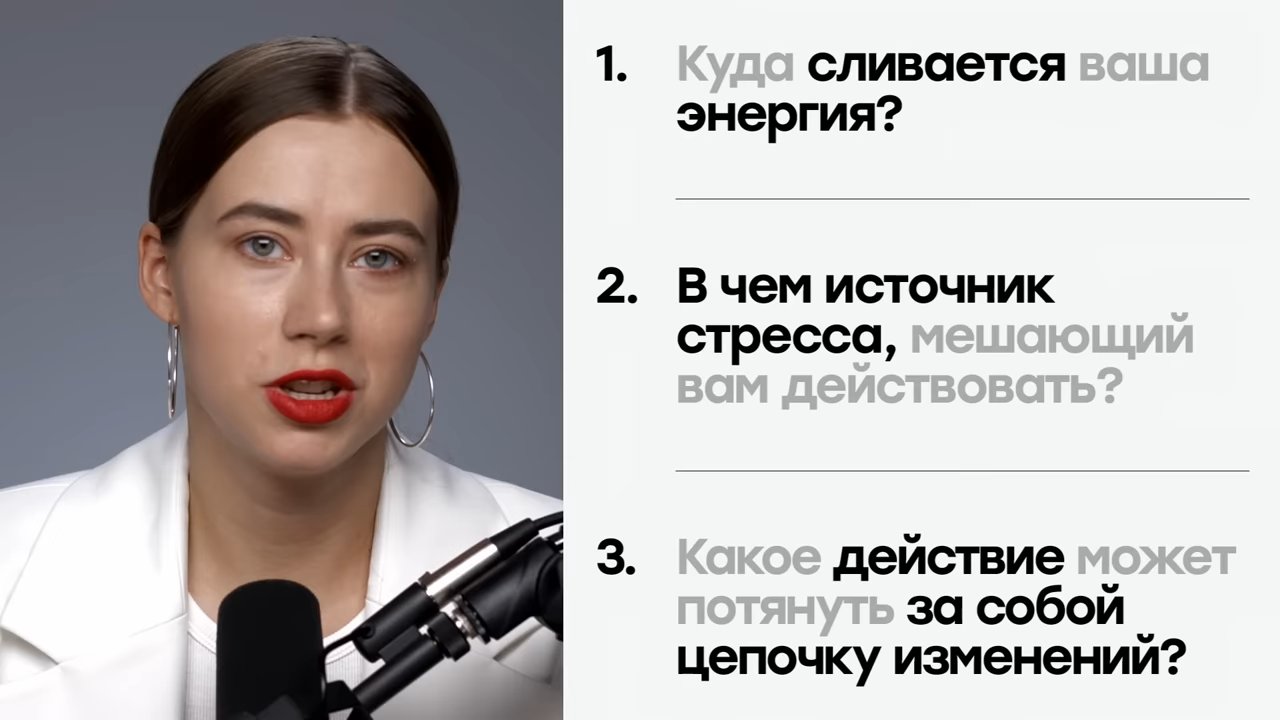 1. Куда сливается ваша
энергия?
2. В чем источник
стресса, мешающий
вам действовать?
3. Какое действие может
потянуть за собой
цепочку изменений?